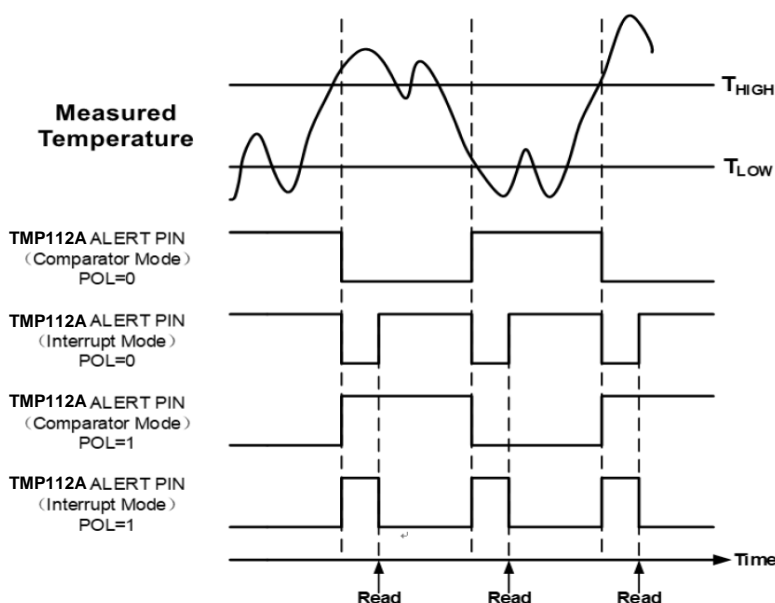 Measured
Temperature
THIGH
TLOW
TMP112A ALERT PIN
（Comparator Mode）
POL=0
TMP112A ALERT PIN
（Interrupt Mode）
POL=0
TMP112A ALERT PIN
（Comparator Mode）
POL=1
TMP112A ALERT PIN
（Interrupt Mode）
POL=1
Time
Read
Read
Read